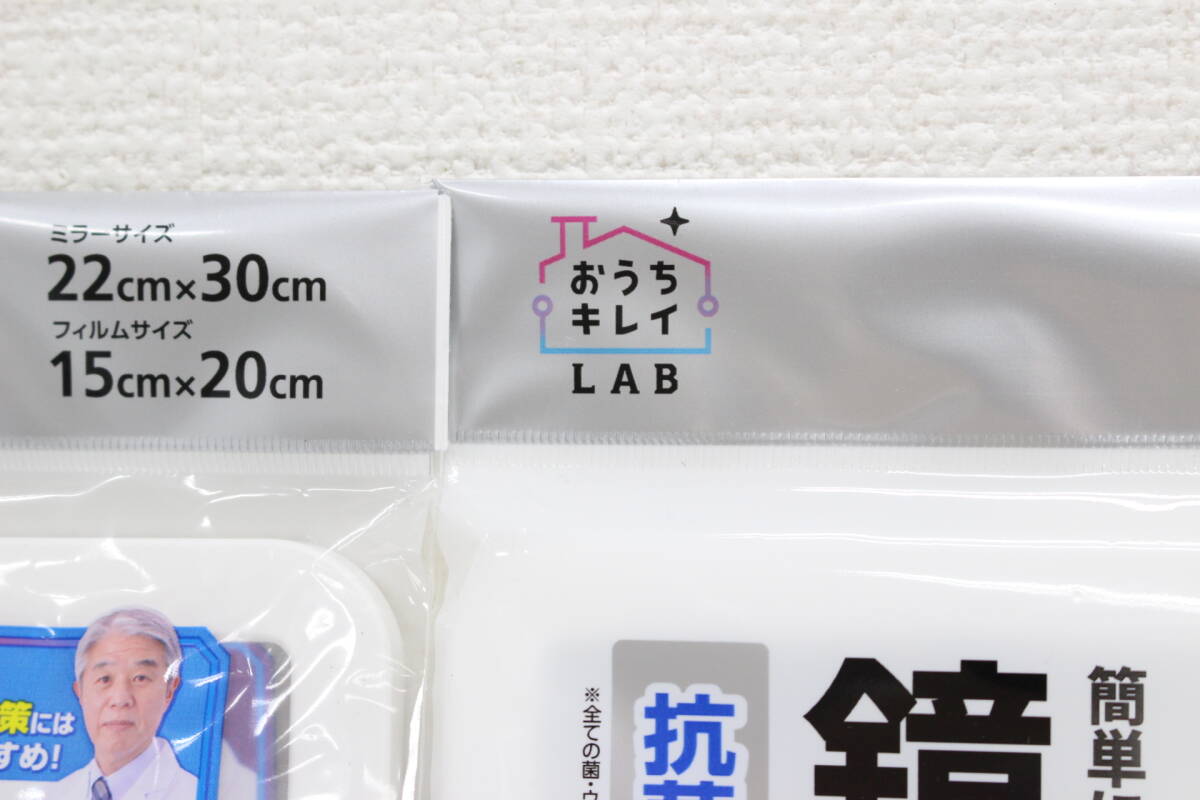 ミラーサイズ
22cm×30cm
フィルムサイズ
15cm×20cm
おうち
キレイ
LAB
策には
すめ!
簡単
鏡
抗菌
※全ての菌・ウ